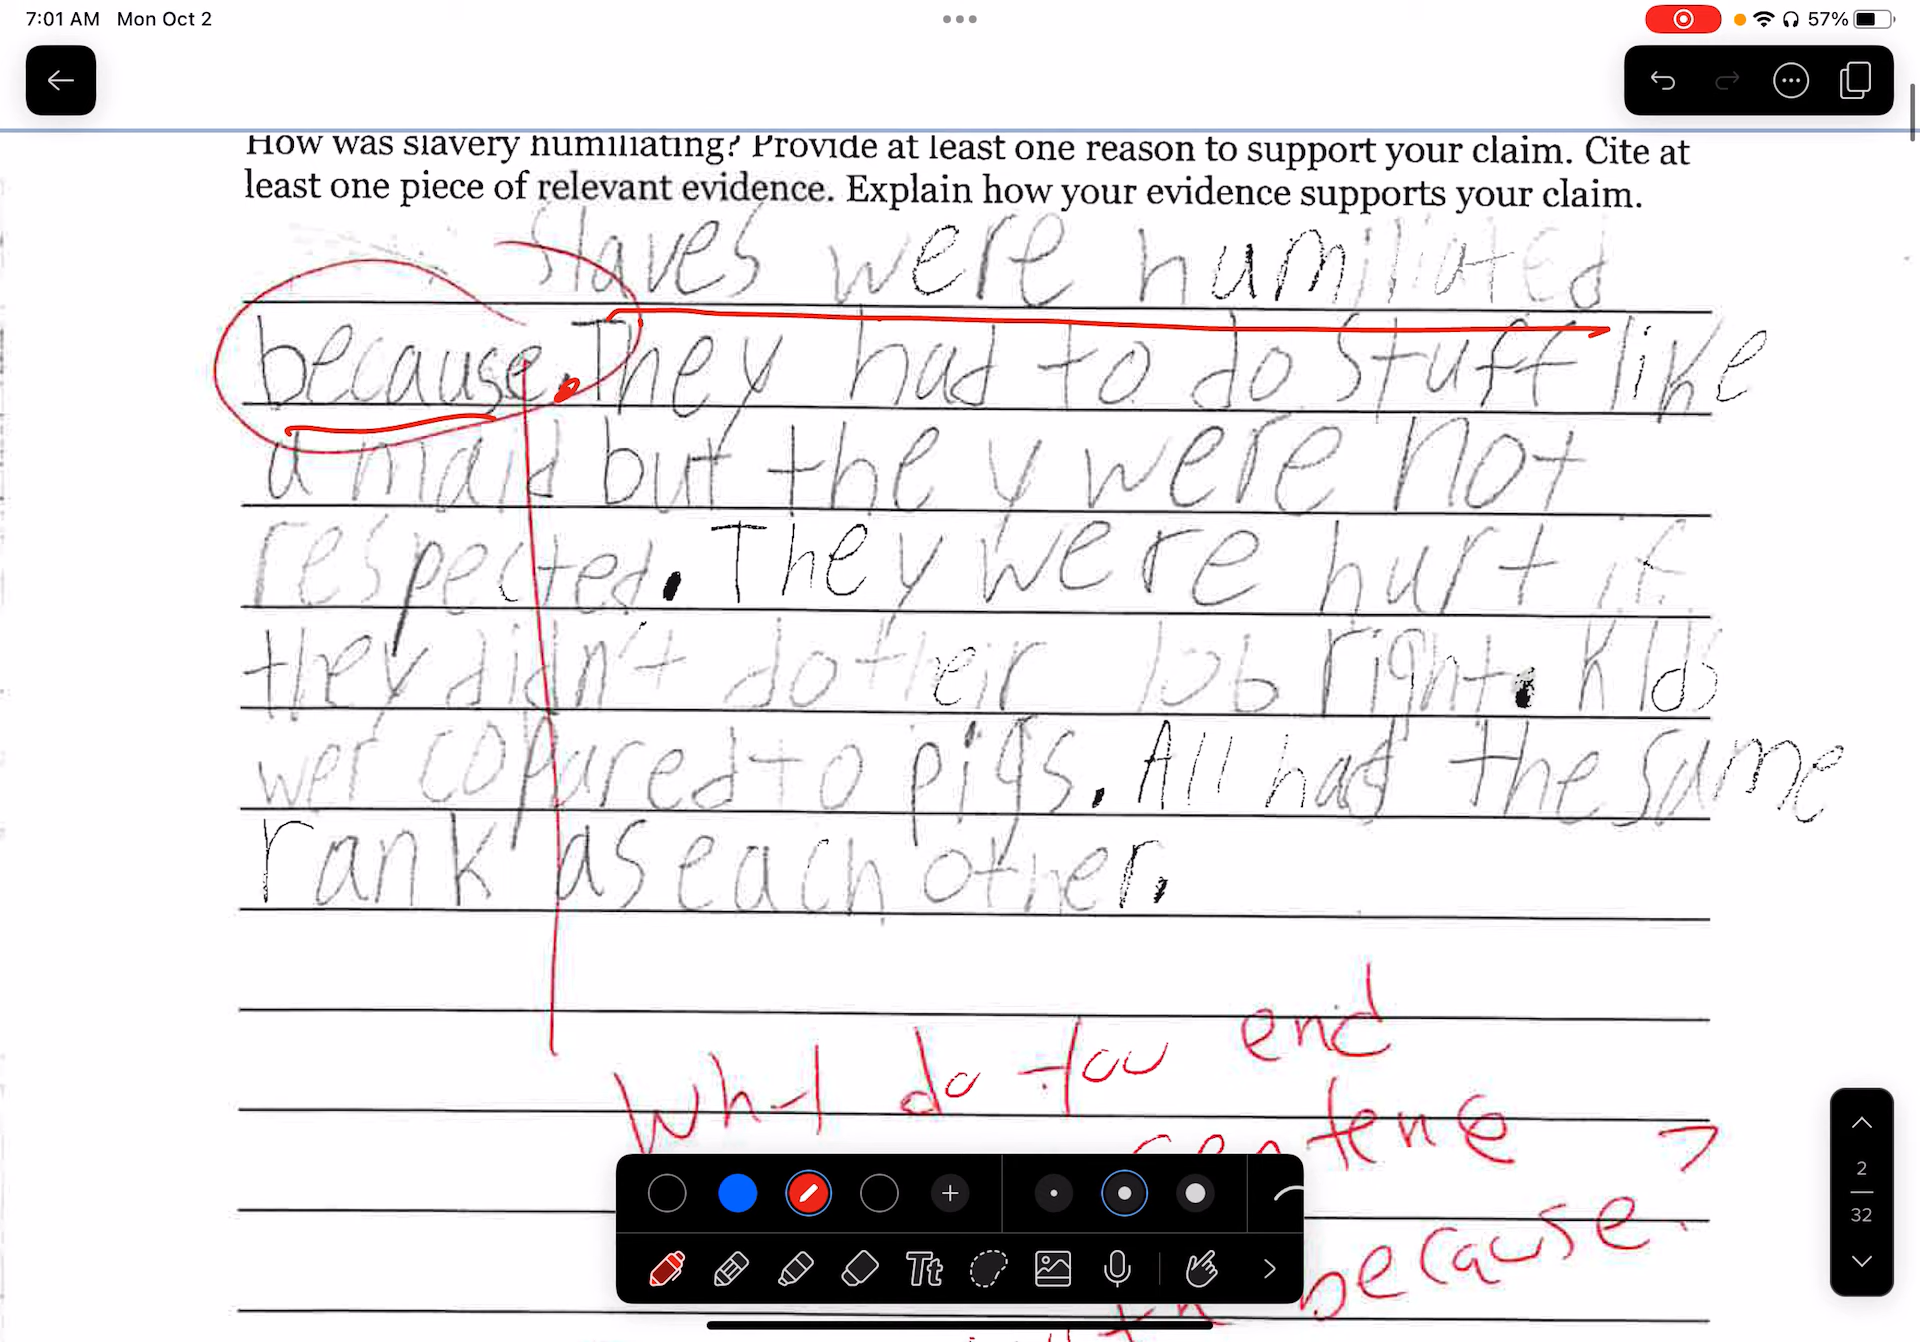 7:01 AM Mon Oct 2
57%
How was slavery humiliating? Provide at least one reason to support your claim. Cite at
least one piece of relevant evidence. Explain how your evidence supports your claim.
Slaves were humiliated
because. They had to do stuff like
a maid but they were not
respected. They were hurt if
they didn't do their job right. Kids
wer copured to pigs. All had the same
rank as each other.
What do you end
sentence
2
because.
32
Tt